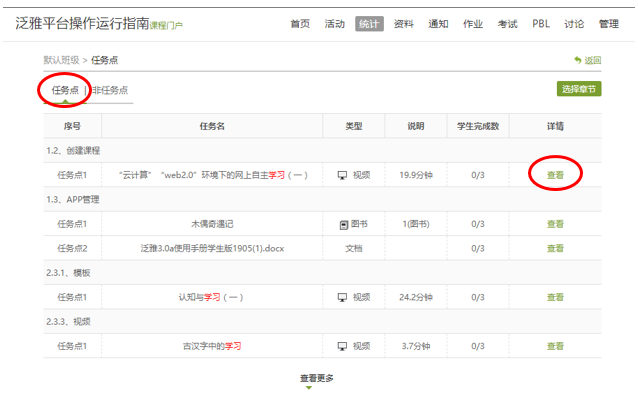 泛雅平台操作运行指南课程门户 首页 活动 统计 资料 通知 作业 考试 PBL 讨论 管理
默认班级 > 任务点 返回
任务点 | 非任务点 选择章节
序号 任务名 类型 说明 学生完成数 详情
1.2、创建课程
任务点1 “云计算” “web2.0”环境下的网上自主学习（一） 视频 19.9分钟 0/3 查看
1.3、APP管理
任务点1 木偶奇遇记 图书 1(图书) 0/3 查看
任务点2 泛雅3.0a使用手册学生版1905(1).docx 文档 0/3 查看
2.3.1、模板
任务点1 认知与学习（一） 视频 24.2分钟 0/3 查看
2.3.3、视频
任务点1 古汉字中的学习 视频 3.7分钟 0/3 查看
查看更多